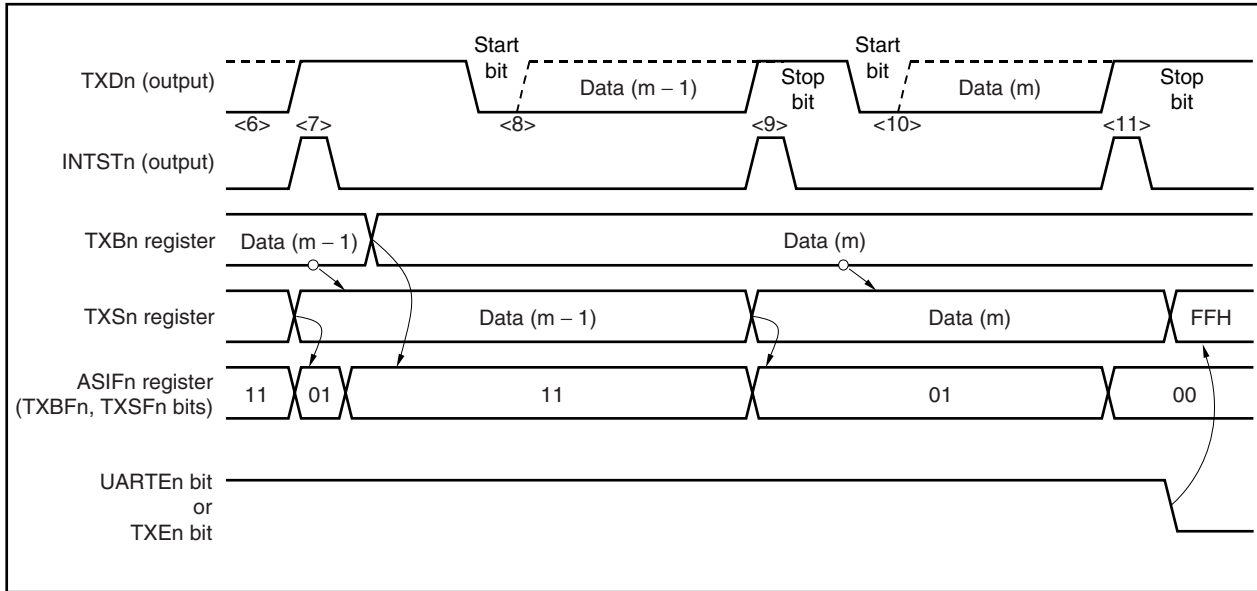 Start
bit
Start
bit
TXDn (output)
Data (m – 1)
Stop
bit
Data (m)
Stop
bit
<6>
<7>
<8>
<9>
<10>
<11>
INTSTn (output)
TXBn register
Data (m – 1)
Data (m)
TXSn register
Data (m – 1)
Data (m)
FFH
ASIFn register
(TXBFn, TXSFn bits)
11
01
11
01
00
UARTEn bit
or
TXEn bit